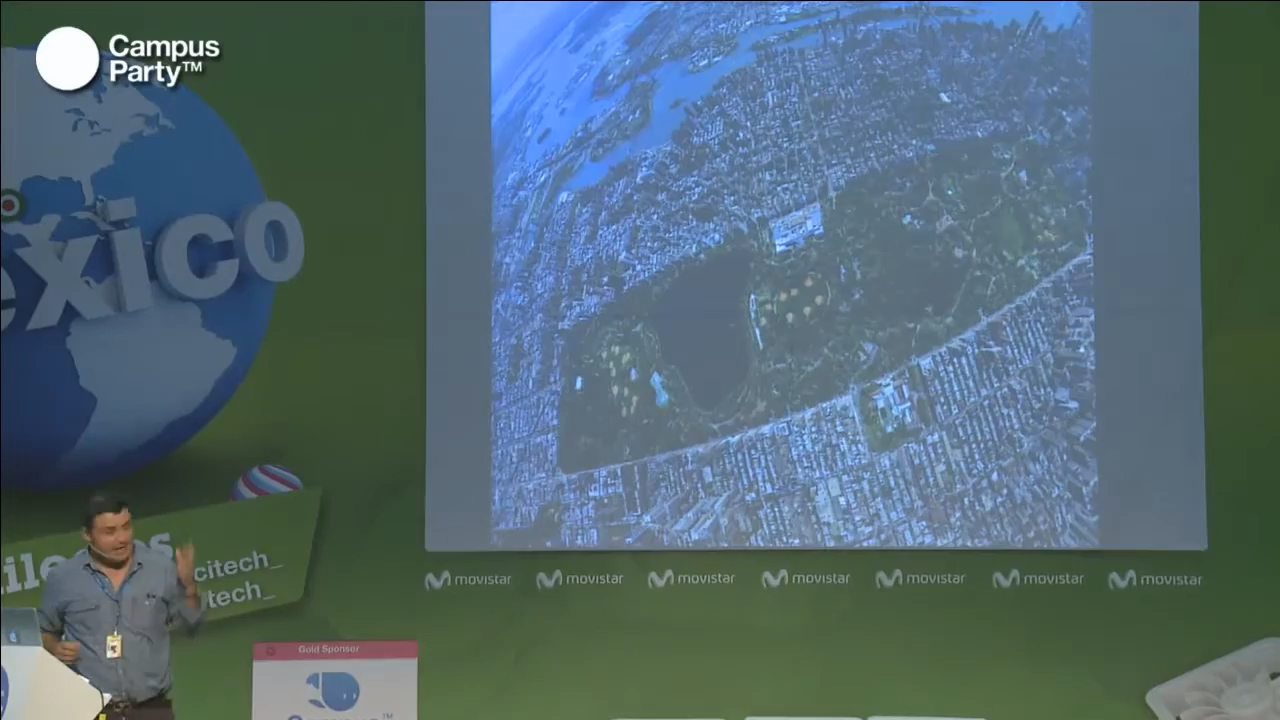 Campus
Party™
exico
citech_
tech_
movistar movistar movistar movistar movistar movistar movistar
Gold Sponsor